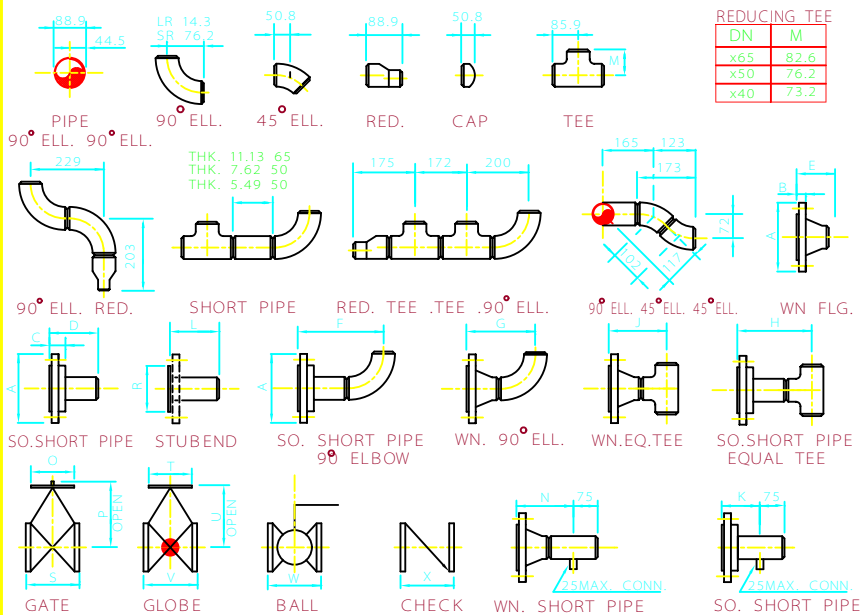 88.9
44.5
PIPE
LR 14.3
SR 76.2
90° ELL.
50.8
45° ELL.
88.9
RED.
50.8
CAP
85.9
M
TEE
REDUCING TEE
DN M
x65 82.6
x50 76.2
x40 73.2
90° ELL. 90° ELL.
229
203
90° ELL. RED.
THK. 11.13 65
THK. 7.62 50
THK. 5.49 50
SHORT PIPE
175 172 200
RED. TEE .TEE .90° ELL.
165 123
173
72
102
117
90° ELL. 45° ELL. 45° ELL.
E
B
A
WN FLG.
D
C
A
SO.SHORT PIPE
L
R
STUBEND
F
A
SO. SHORT PIPE
90 ELBOW
G
WN. 90° ELL.
J
WN.EQ.TEE
H
SO.SHORT PIPE
EQUAL TEE
O
P
OPEN
S
GATE
T
U
OPEN
V
GLOBE
W
BALL
X
CHECK
N 75
25MAX. CONN.
WN. SHORT PIPE
K 75
25MAX. CONN.
SO. SHORT PIPE